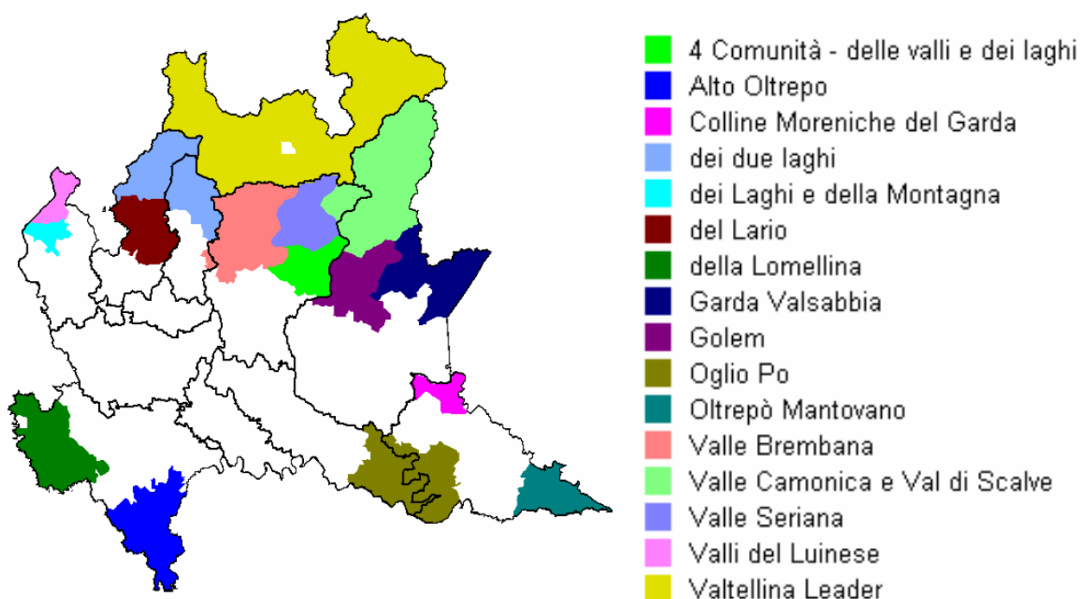 4 Comunità - delle valli e dei laghi
Alto Oltrepo
Colline Moreniche del Garda
dei due laghi
dei Laghi e della Montagna
del Lario
della Lomellina
Garda Valsabbia
Golem
Oglio Po
Oltrepò Mantovano
Valle Brembana
Valle Camonica e Val di Scalve
Valle Seriana
Valli del Luinese
Valtellina Leader